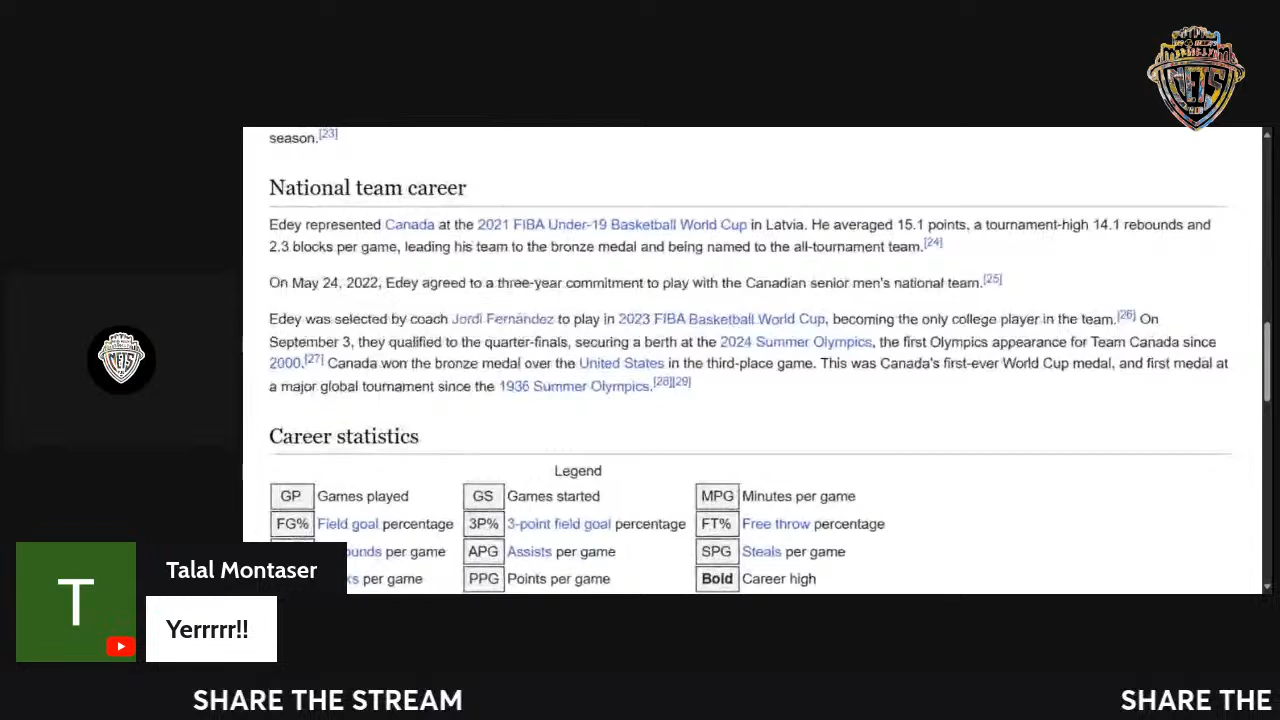 season.[23]
National team career
Edey represented Canada at the 2021 FIBA Under-19 Basketball World Cup in Latvia. He averaged 15.1 points, a tournament-high 14.1 rebounds and
2.3 blocks per game, leading his team to the bronze medal and being named to the all-tournament team.[24]
On May 24, 2022, Edey agreed to a three-year commitment to play with the Canadian senior men's national team.[25]
Edey was selected by coach Jordi Fernández to play in 2023 FIBA Basketball World Cup, becoming the only college player in the team.[26] On
September 3, they qualified to the quarter-finals, securing a berth at the 2024 Summer Olympics, the first Olympics appearance for Team Canada since
2000.[27] Canada won the bronze medal over the United States in the third-place game. This was Canada's first-ever World Cup medal, and first medal at
a major global tournament since the 1936 Summer Olympics.[28][29]
Career statistics
Legend
GP Games played GS Games started MPG Minutes per game
FG% Field goal percentage 3P% 3-point field goal percentage FT% Free throw percentage
per game APG Assists per game SPG Steals per game
per game PPG Points per game Bold Career high
T
Talal Montaser
Yerrrrr!!
NETS
SHARE THE STREAM SHARE THE